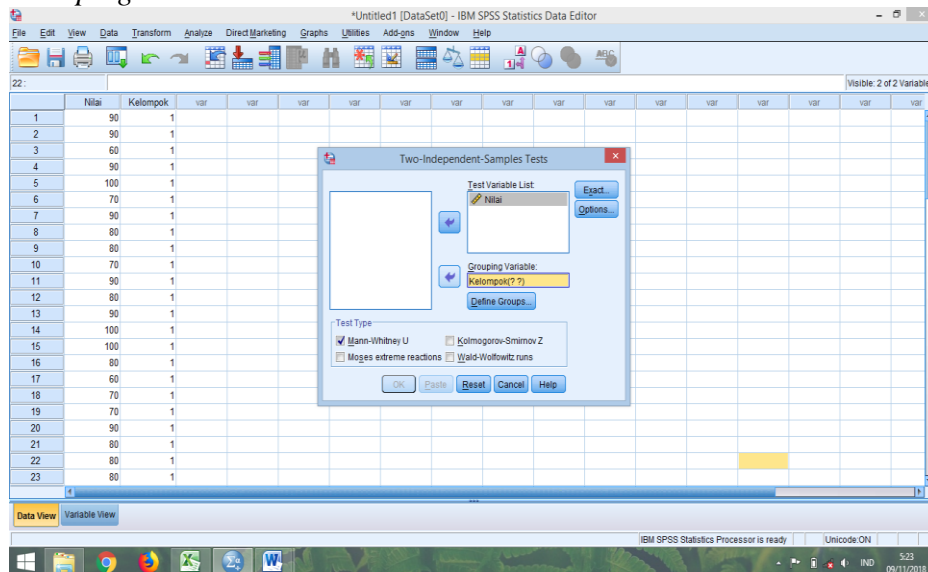 *Untitled1 [DataSet0] - IBM SPSS Statistics Data Editor
File Edit View Data Transform Analyze Direct Marketing Graphs Utilities Add-ons Window Help
22 :
Visible: 2 of 2 Variable
Nilai Kelompok var var var var var var var var var var var var var var
1 90 1
2 90 1
3 60 1
4 90 1
5 100 1
6 70 1
7 90 1
8 80 1
9 80 1
10 70 1
11 90 1
12 80 1
13 90 1
14 100 1
15 100 1
16 80 1
17 60 1
18 70 1
19 70 1
20 90 1
21 80 1
22 80 1
23 80 1
Two-Independent-Samples Tests
Test Variable List:
Nilai
Exact...
Options...
Grouping Variable:
Kelompok(? ?)
Define Groups...
Test Type
Mann-Whitney U Kolmogorov-Smirnov Z
Moses extreme reactions Wald-Wolfowitz runs
OK Paste Reset Cancel Help
Data View Variable View
IBM SPSS Statistics Processor is ready Unicode:ON
IND
5:23
09/11/2018